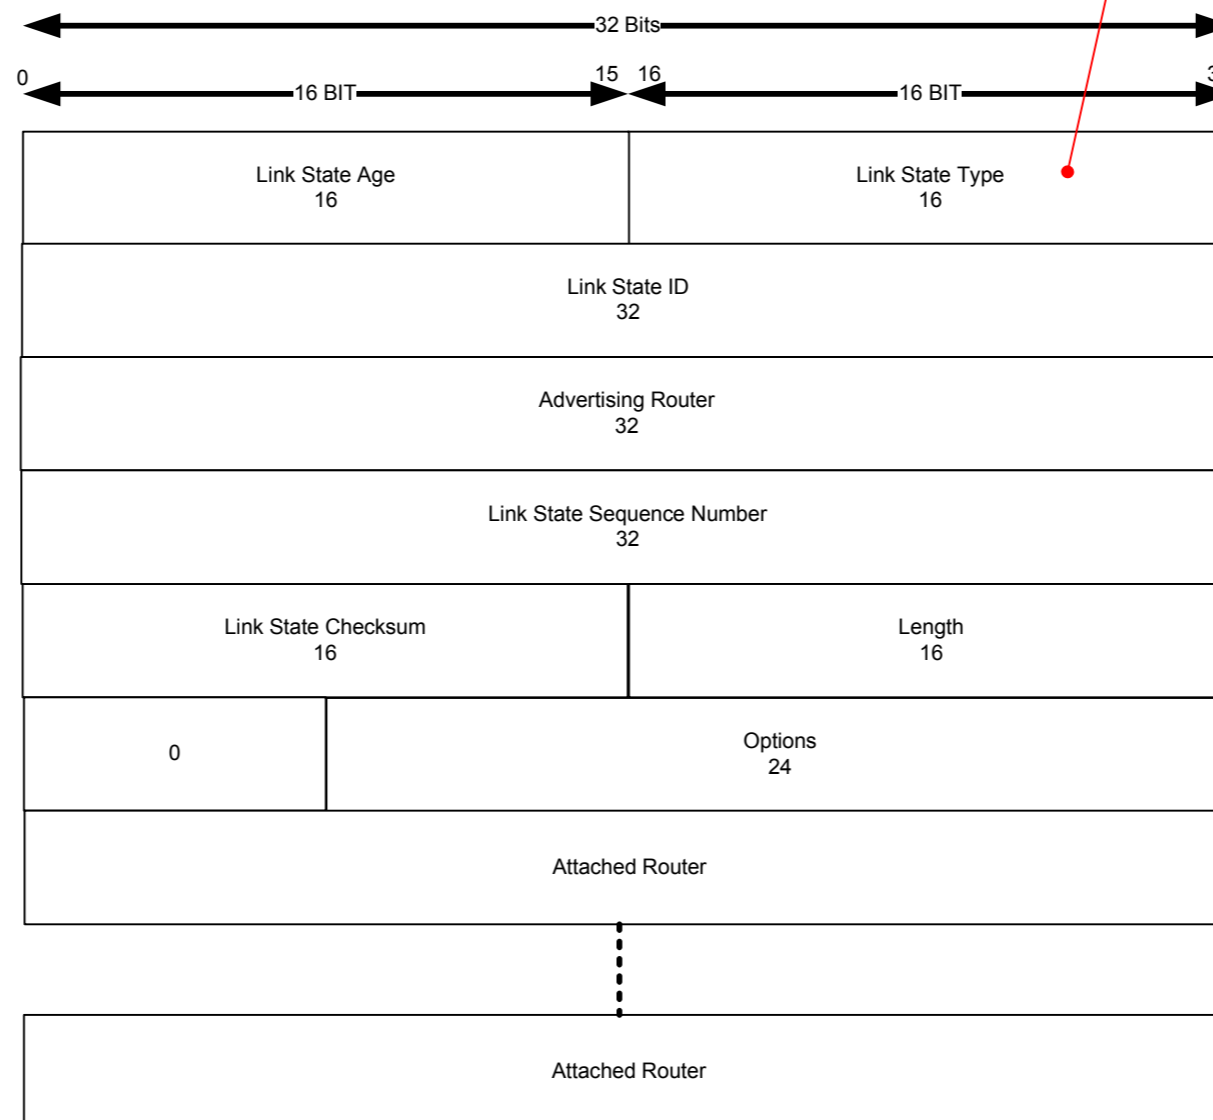 32 Bits
0
15
16
3
16 BIT
16 BIT
Link State Age
16
Link State Type
16
Link State ID
32
Advertising Router
32
Link State Sequence Number
32
Link State Checksum
16
Length
16
0
Options
24
Attached Router
Attached Router